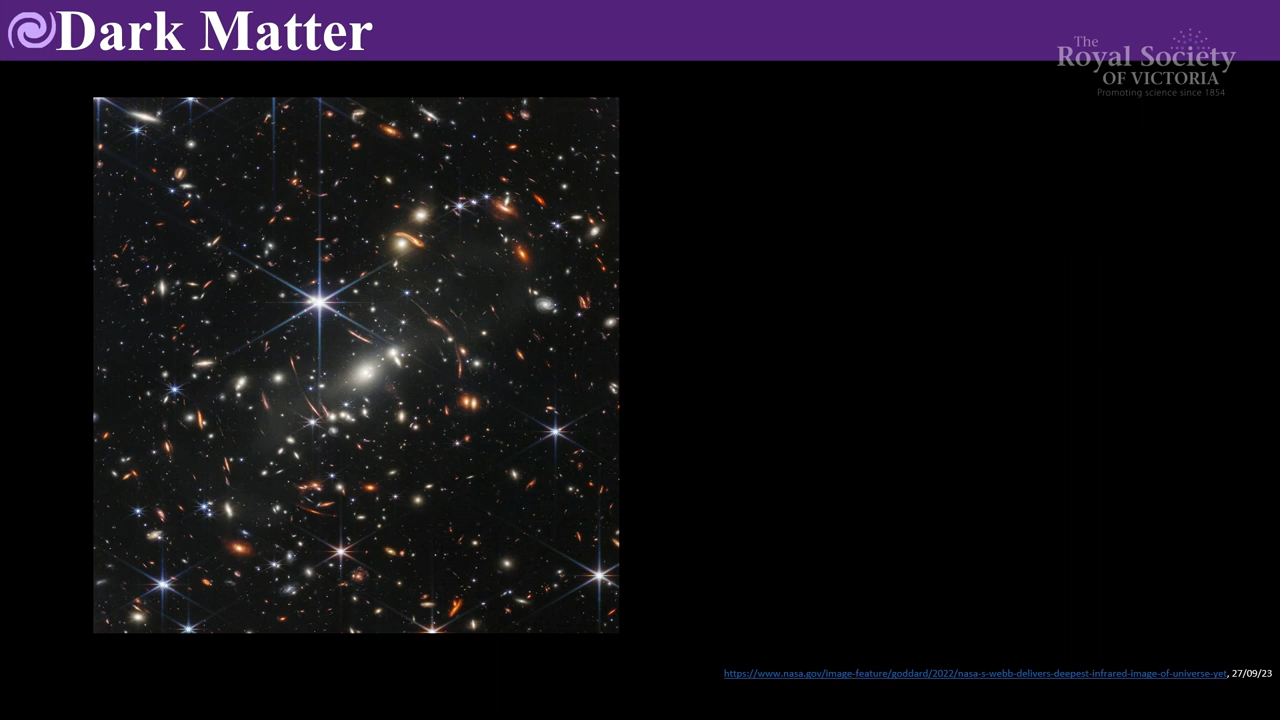 Dark Matter
The
Royal Society
OF VICTORIA
Promoting science since 1854
https://www.nasa.gov/image-feature/goddard/2022/nasa-s-webb-delivers-deepest-infrared-image-of-universe-yet, 27/09/23